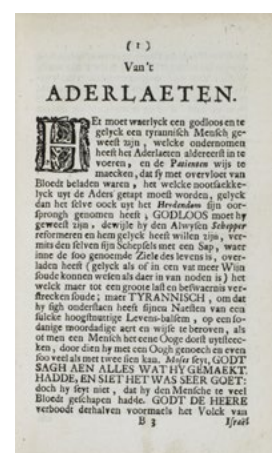 ( 1 )
Van't
ADERLAETEN.
HEt moet waerlyck een godloos en te
gelyck een tyrannisch Mensch ge-
weest zijn, welcke ondernomen
heeft het Aderlaeten aldereerst in te
voeren, en de Patienten wijs te
maecken, dat sy met overvloet van
Bloedt beladen waren, het welcke nootsaecke-
lyck uyt de Aders getapt moest worden, gelyck
dan het selve oock uyt het Heydendom sijn oor-
sprongh genomen heeft; GODLOOS moet hy
geweest zijn, dewijle hy den Alwysen Schepper
reformeren en hem gelyck heeft willen zijn, ver-
mits den selven sijn Schepsels met een Sap, waer
inne de soo genoemde Ziele des levens is, over-
laden heeft (gelyck als of in een vat meer Wijn
soude konnen wesen als daer in van noden is) het
welck maer tot een groote last en beswaernis ver-
strecken soude; maer TYRANNISCH, om dat
hy sigh onderstaen heeft sijnen Naesten van een
sulcke hooghnuttige Levens-balsem, op een soo-
danige moordadige aert en wijse te beroven, als
of men een Mensch het eene Ooge dorst uytsteec-
ken, door dien hy met een Oogh genoech en even
soo veel als met twee sien kan. Moses seyt, GODT
SAGH AEN ALLES WAT HY GEMAEKT
HADDE, EN SIET HET WAS SEER GOET:
doch hy seyt niet, dat hy den Mensche te veel
Bloedt geschapen hadde. GODT DE HEERE
verboodt derhalven voormaels het Volck van
B 3 Israël